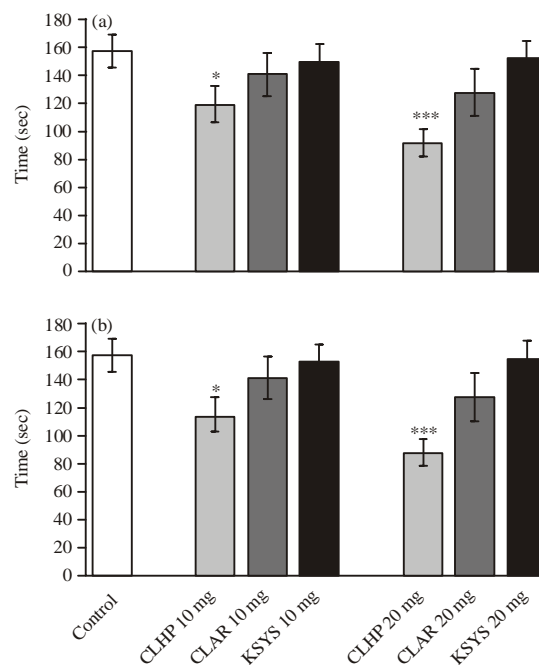 (a)
180
160
140
120
100
80
60
40
20
0
Time (sec)
*
***
(b)
180
160
140
120
100
80
60
40
20
0
Time (sec)
*
***
Control
CLHP 10 mg
CLAR 10 mg
KSYS 10 mg
CLHP 20 mg
CLAR 20 mg
KSYS 20 mg